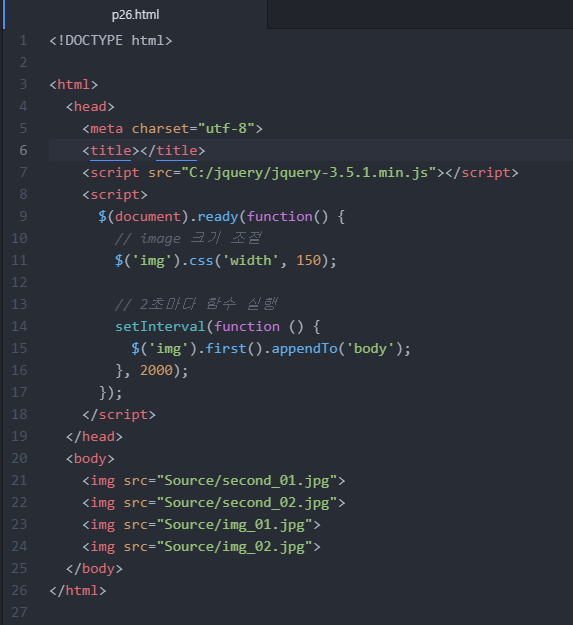 p26.html
1 <!DOCTYPE html>
2
3 <html>
4   <head>
5     <meta charset="utf-8">
6     <title></title>
7     <script src="C:/jquery/jquery-3.5.1.min.js"></script>
8     <script>
9       $(document).ready(function() {
10         // image 크기 조절
11         $('img').css('width', 150);
12
13         // 2초마다 함수 실행
14         setInterval(function () {
15           $('img').first().appendTo('body');
16         }, 2000);
17       });
18     </script>
19   </head>
20   <body>
21     <img src="Source/second_01.jpg">
22     <img src="Source/second_02.jpg">
23     <img src="Source/img_01.jpg">
24     <img src="Source/img_02.jpg">
25   </body>
26 </html>
27